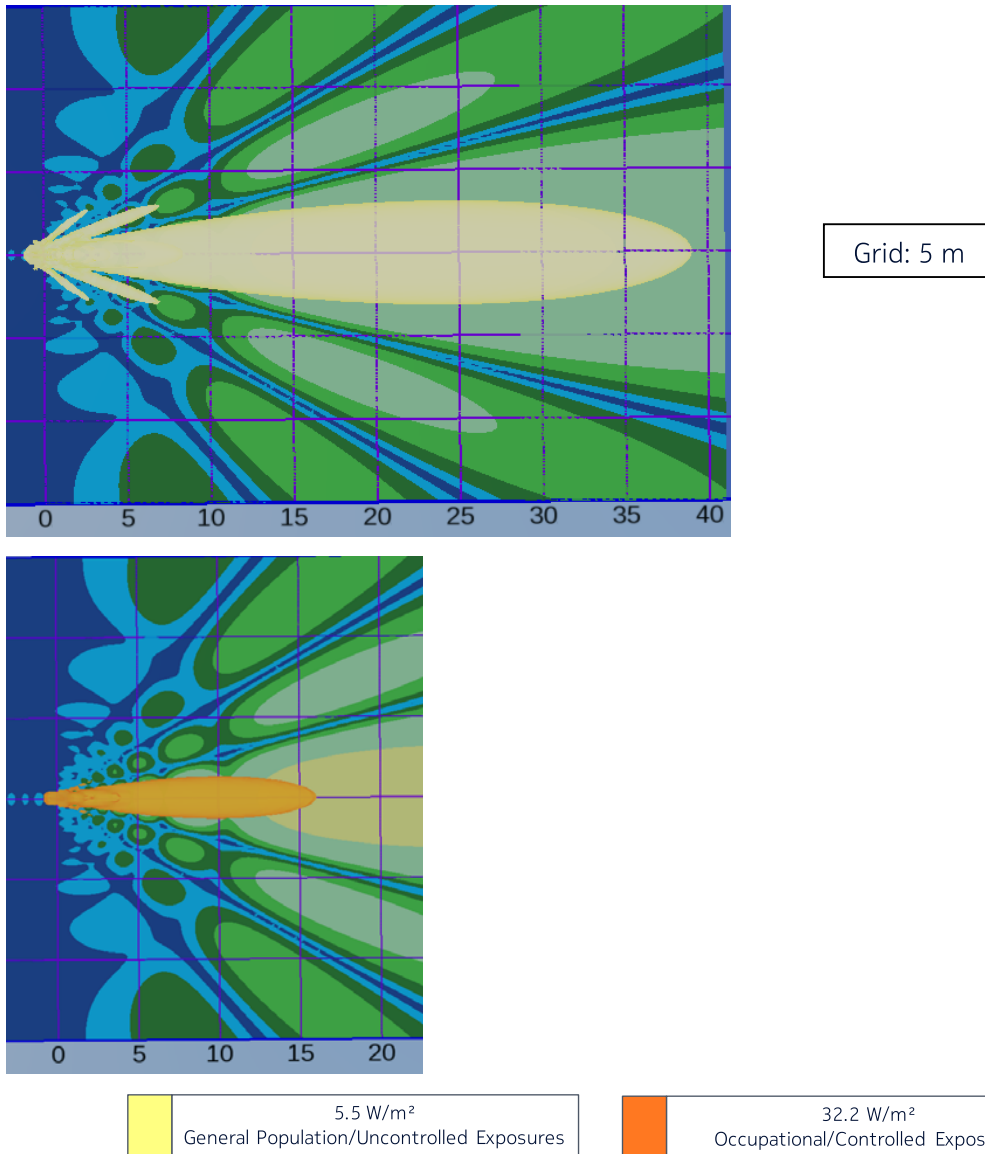 Grid: 5 m
0 5 10 15 20 25 30 35 40
0 5 10 15 20
5.5 W/m²
General Population/Uncontrolled Exposures
32.2 W/m²
Occupational/Controlled Expos